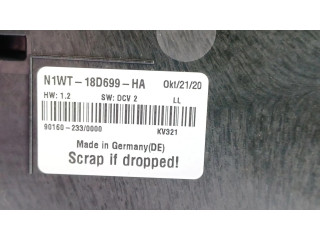 N1WT-18D699-HA Okt/21/20
HW: 1.2 SW: DCV 2 LL
90160-233/0000 KV321
Made in Germany(DE)
Scrap if dropped!